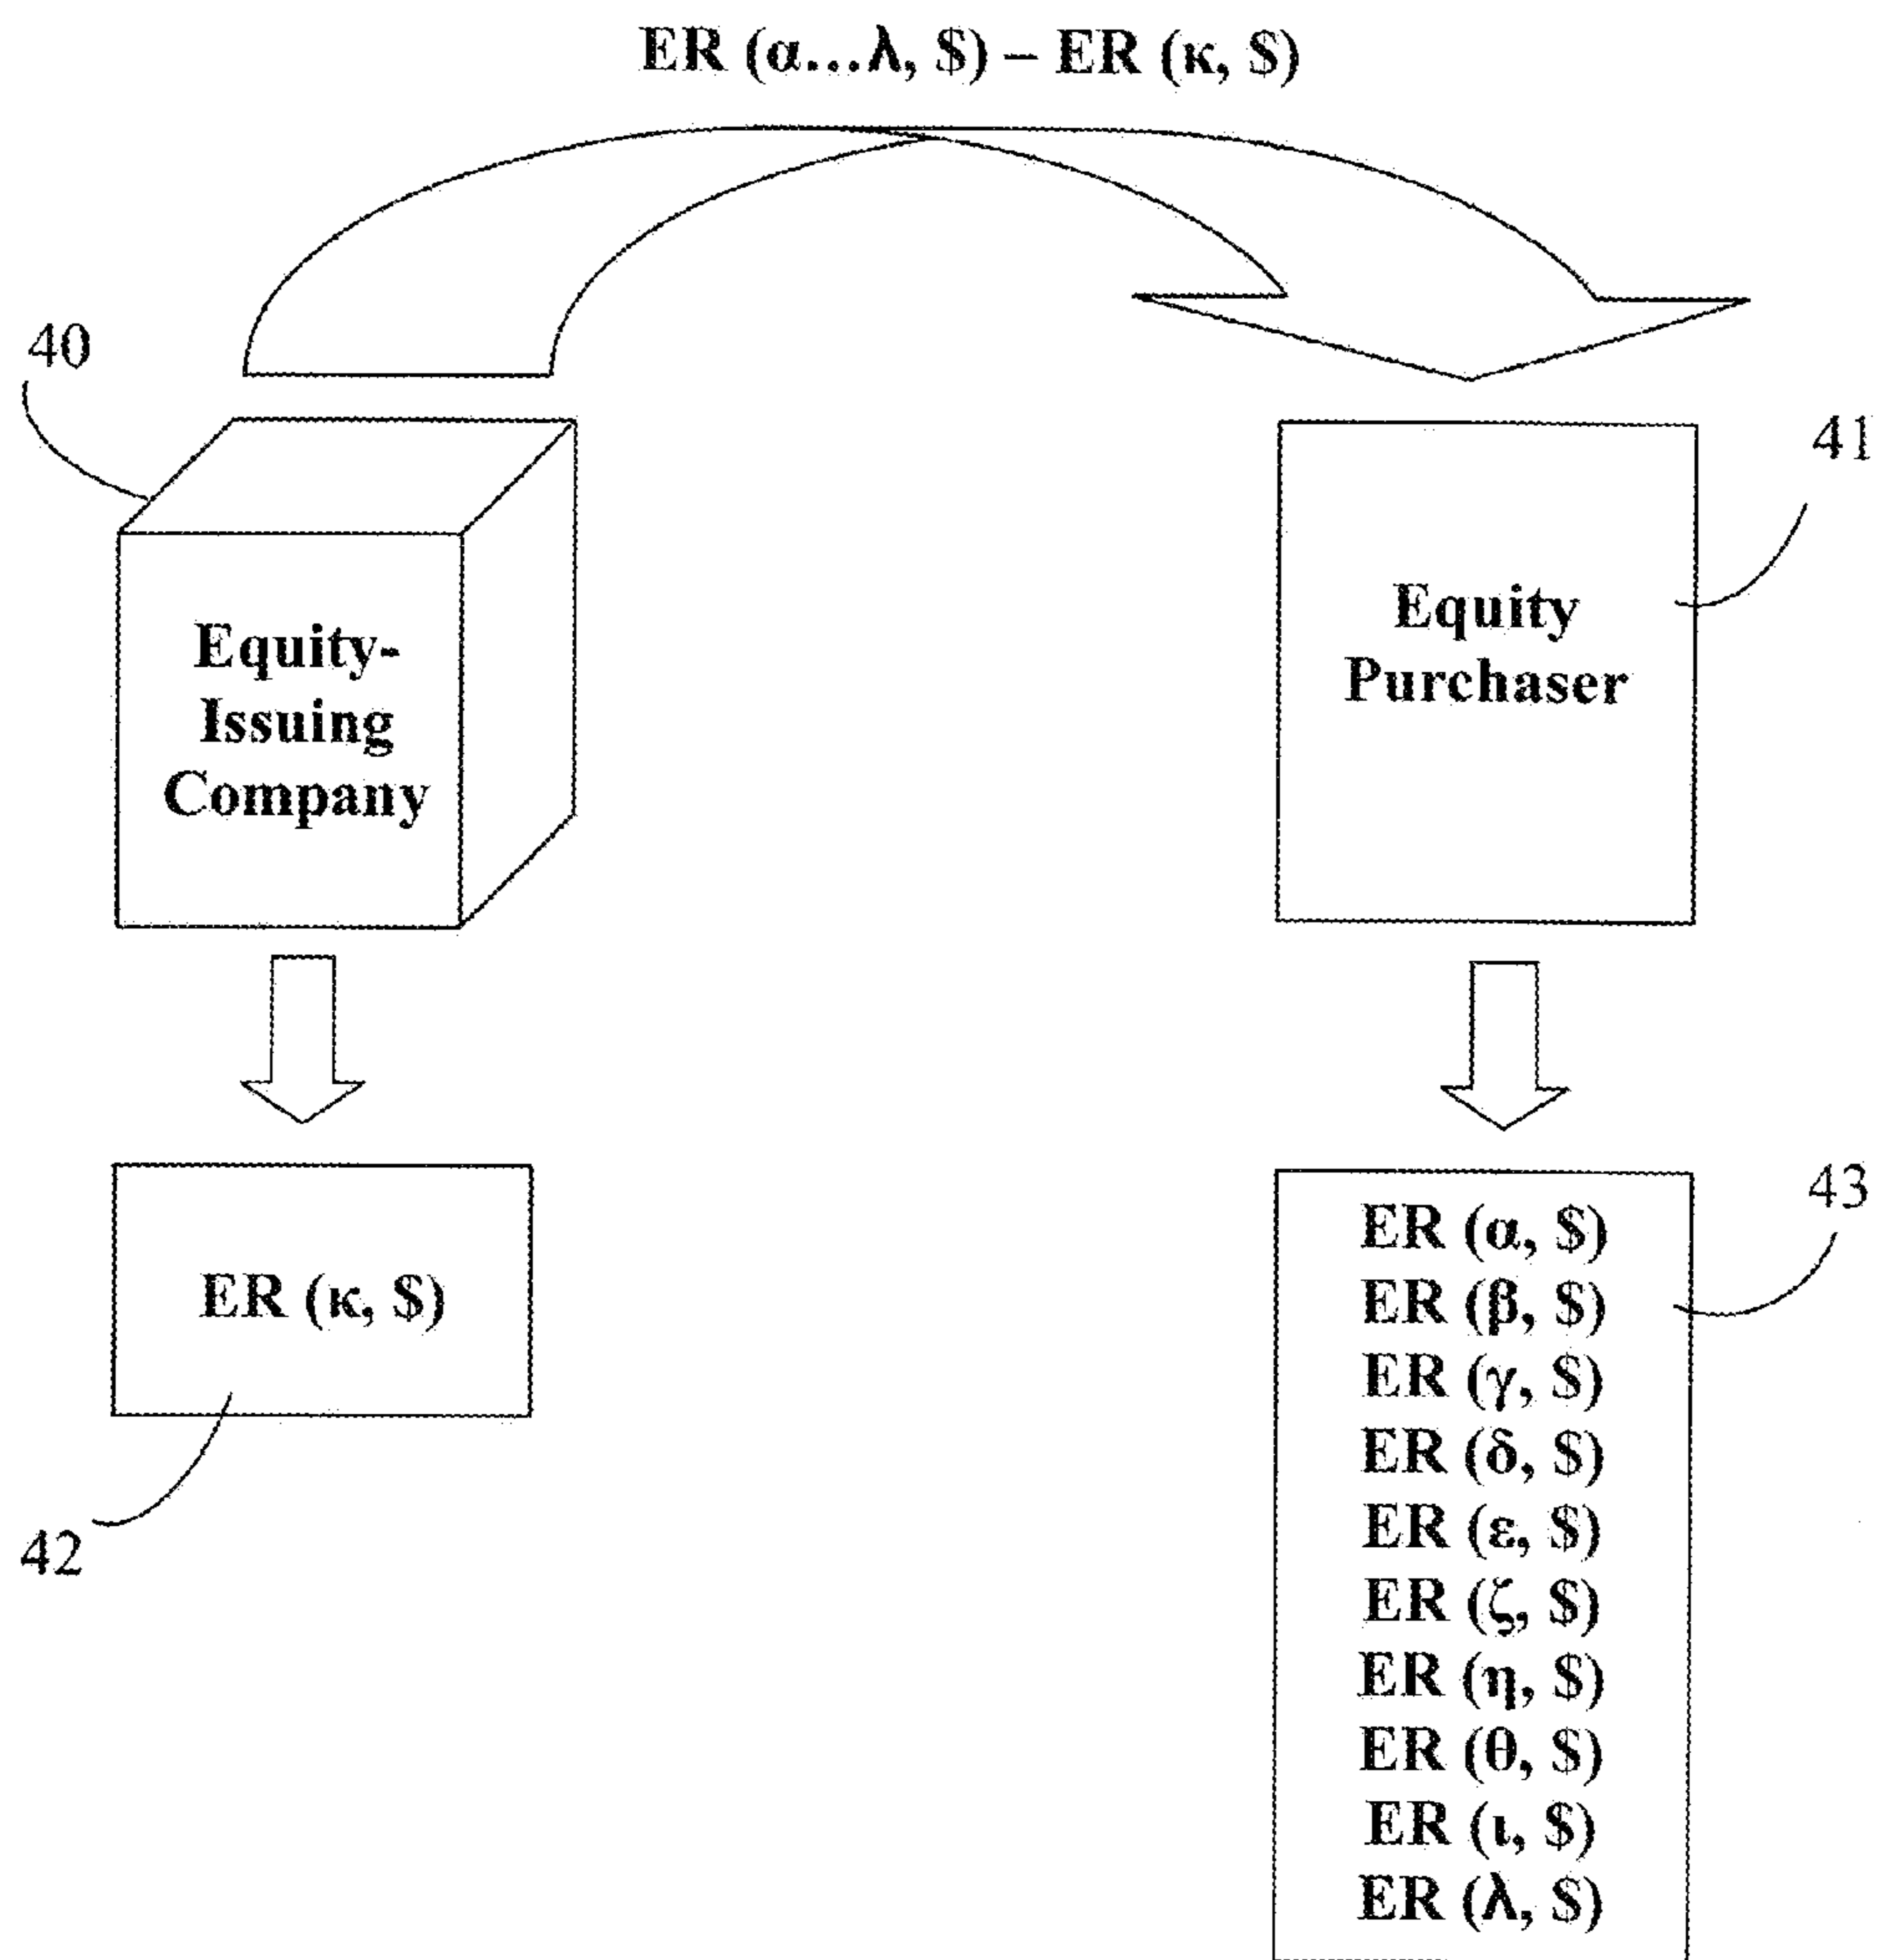 ER (α...λ, $) – ER (κ, $)
40
41
Equity-
Issuing
Company
Equity
Purchaser
43
ER (κ, $)
42
ER (α, $)
ER (β, $)
ER (γ, $)
ER (δ, $)
ER (ε, $)
ER (ζ, $)
ER (η, $)
ER (θ, $)
ER (ι, $)
ER (λ, $)